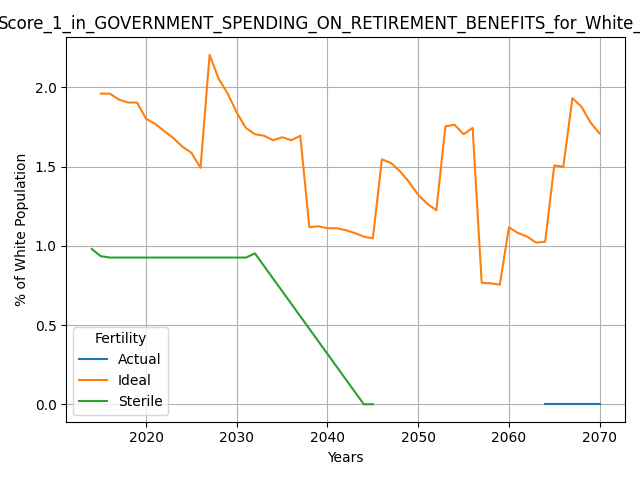 Score_1_in_GOVERNMENT_SPENDING_ON_RETIREMENT_BENEFITS_for_White_
% of White Population
2.0
1.5
1.0
0.5
0.0
Fertility
Actual
Ideal
Sterile
2020 2030 2040 2050 2060 2070
Years